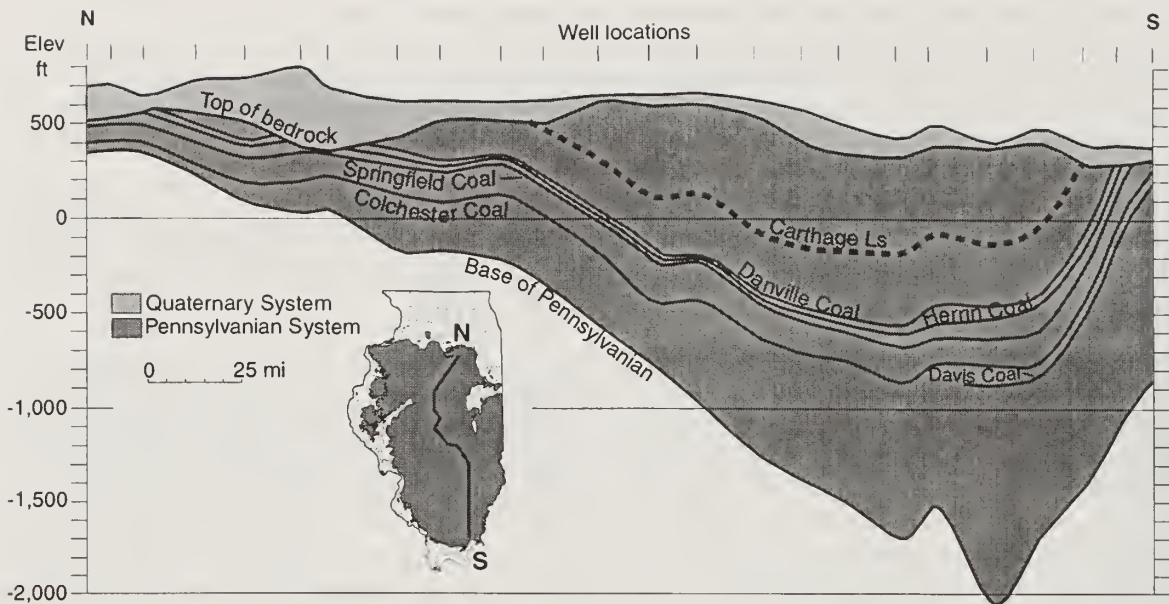 N
S
Well locations
Elev
ft
500
0
-500
-1,000
-1,500
-2,000
Top of bedrock
Springfield Coal
Colchester Coal
Base of Pennsylvanian
Carthage Ls
Danville Coal
Herrin Coal
Davis Coal
Quaternary System
Pennsylvanian System
0 25 mi
N
S